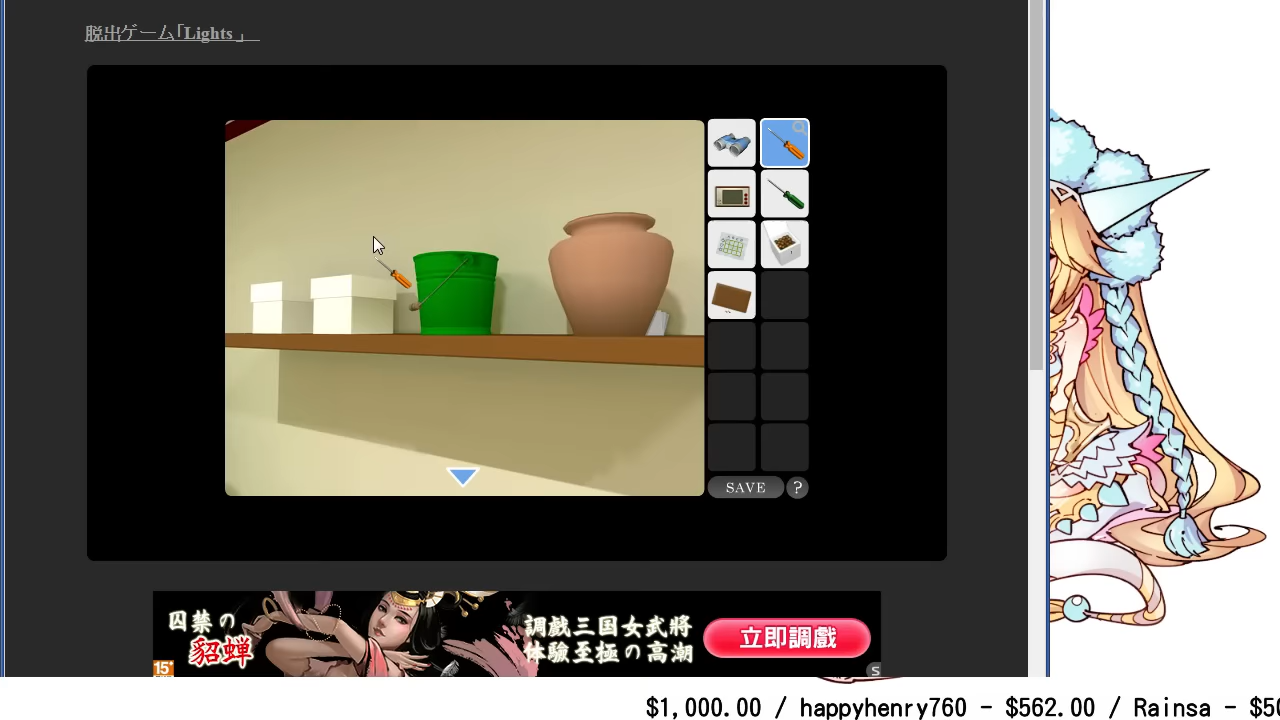 脱出ゲーム｢Lights 」
SAVE
?
囚禁の
貂蝉
調戯三国女武將
体験至極の高潮
立即調戲
15+
S
$1,000.00 / happyhenry760 - $562.00 / Rainsa - $50